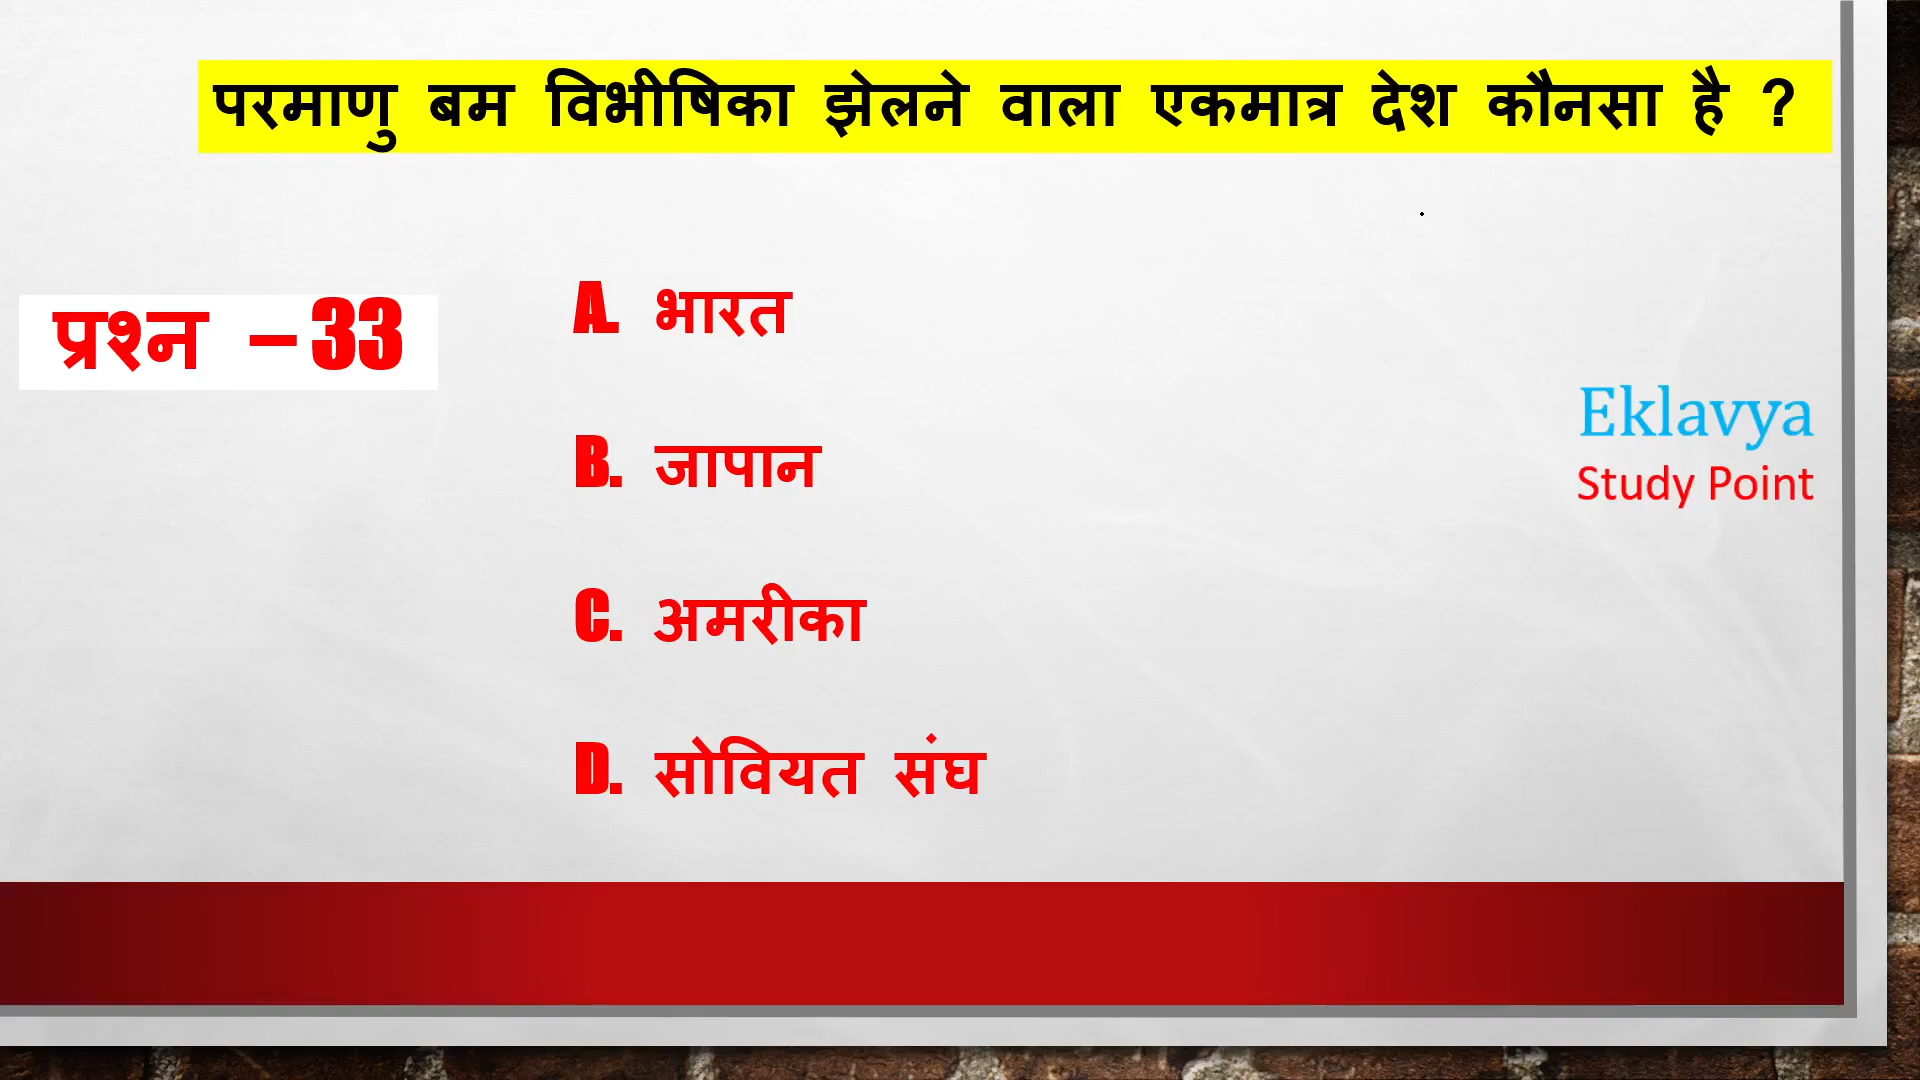 परमाणु बम विभीषिका झेलने वाला एकमात्र देश कौनसा है ?
प्रश्न – 33
A. भारत
B. जापान
C. अमरीका
D. सोवियत संघ
Eklavya
Study Point